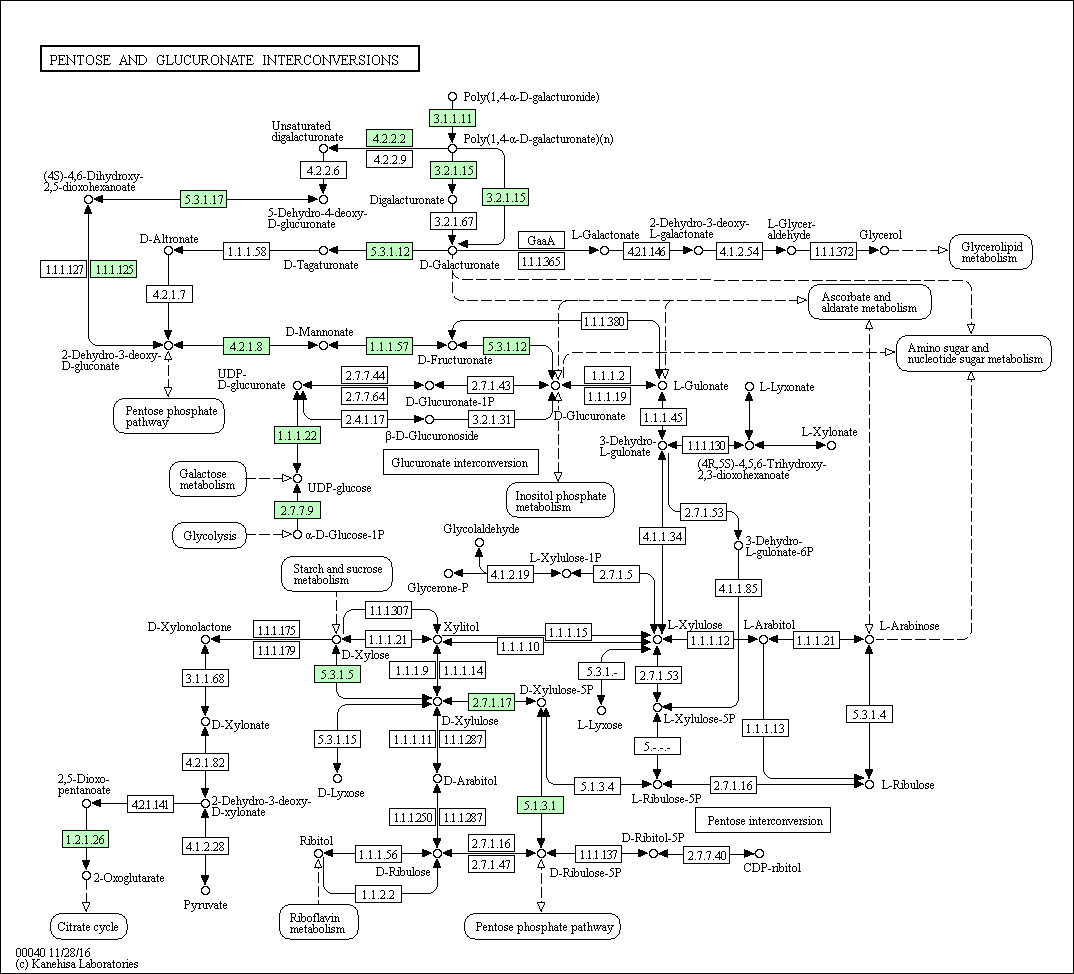 PENTOSE AND GLUCURONATE INTERCONVERSIONS
Poly(1,4-α-D-galacturonide)
3.1.1.11
Unsaturated
digalacturonate
4.2.2.2
Poly(1,4-α-D-galacturonate)(n)
4.2.2.9
4.2.2.6
3.2.1.15
(4S)-4,6-Dihydroxy-
2,5-dioxohexanoate
5.3.1.17
Digalacturonate
3.2.1.15
5-Dehydro-4-deoxy-
D-glucuronate
3.2.1.67
D-Altronate
1.1.1.58
D-Tagaturonate
5.3.1.12
D-Galacturonate
GaaA
1.1.1365
L-Galactonate
4.2.1.146
2-Dehydro-3-deoxy-
L-galactonate
4.1.2.54
L-Glycer-
aldehyde
1.1.1372
Glycerol
Glycerolipid
metabolism
1.1.1.127
1.1.1.125
4.2.1.7
Ascorbate and
aldarate metabolism
1.1.1.380
2-Dehydro-3-deoxy-
D-gluconate
4.2.1.8
D-Mannonate
1.1.1.57
D-Fructuronate
5.3.1.12
Amino sugar and
nucleotide sugar metabolism
UDP-
D-glucuronate
2.7.7.44
2.7.7.64
D-Glucuronate-1P
2.7.1.43
D-Glucuronate
1.1.1.2
1.1.1.19
L-Gulonate
L-Lyxonate
Pentose phosphate
pathway
2.4.1.17
β-D-Glucuronoside
3.2.1.31
1.1.1.45
1.1.1.22
Glucuronate interconversion
3-Dehydro-
L-gulonate
1.1.1.130
L-Xylonate
(4R,5S)-4,5,6-Trihydroxy-
2,3-dioxohexanoate
Galactose
metabolism
UDP-glucose
Inositol phosphate
metabolism
2.7.7.9
2.7.1.53
Glycolysis
α-D-Glucose-1P
Glycolaldehyde
4.1.1.34
3-Dehydro-
L-gulonate-6P
Starch and sucrose
metabolism
Glycerone-P
4.1.2.19
L-Xylulose-1P
2.7.1.5
4.1.1.85
1.1.1307
D-Xylonolactone
1.1.1.175
1.1.1.179
D-Xylose
1.1.1.21
Xylitol
1.1.1.15
1.1.1.10
L-Xylulose
1.1.1.12
L-Arabitol
1.1.1.21
L-Arabinose
3.1.1.68
5.3.1.5
1.1.1.9
1.1.1.14
5.3.1.-
2.7.1.53
D-Xylonate
D-Xylulose
2.7.1.17
D-Xylulose-5P
L-Lyxose
L-Xylulose-5P
5.3.1.4
1.1.1.13
5.3.1.15
1.1.1.11
1.1.1287
5.-.-.-
4.2.1.82
2,5-Dioxo-
pentanoate
D-Lyxose
D-Arabitol
5.1.3.4
L-Ribulose-5P
2.7.1.16
L-Ribulose
4.2.1.141
2-Dehydro-3-deoxy-
D-xylonate
5.1.3.1
Pentose interconversion
1.1.1250
1.1.1287
1.2.1.26
4.1.2.28
Ribitol
1.1.1.56
D-Ribulose
2.7.1.16
2.7.1.47
D-Ribulose-5P
1.1.1.137
D-Ribitol-5P
2.7.7.40
CDP-ribitol
2-Oxoglutarate
Pyruvate
1.1.2.2
Citrate cycle
Riboflavin
metabolism
Pentose phosphate pathway
00040 11/28/16
(c) Kanehisa Laboratories